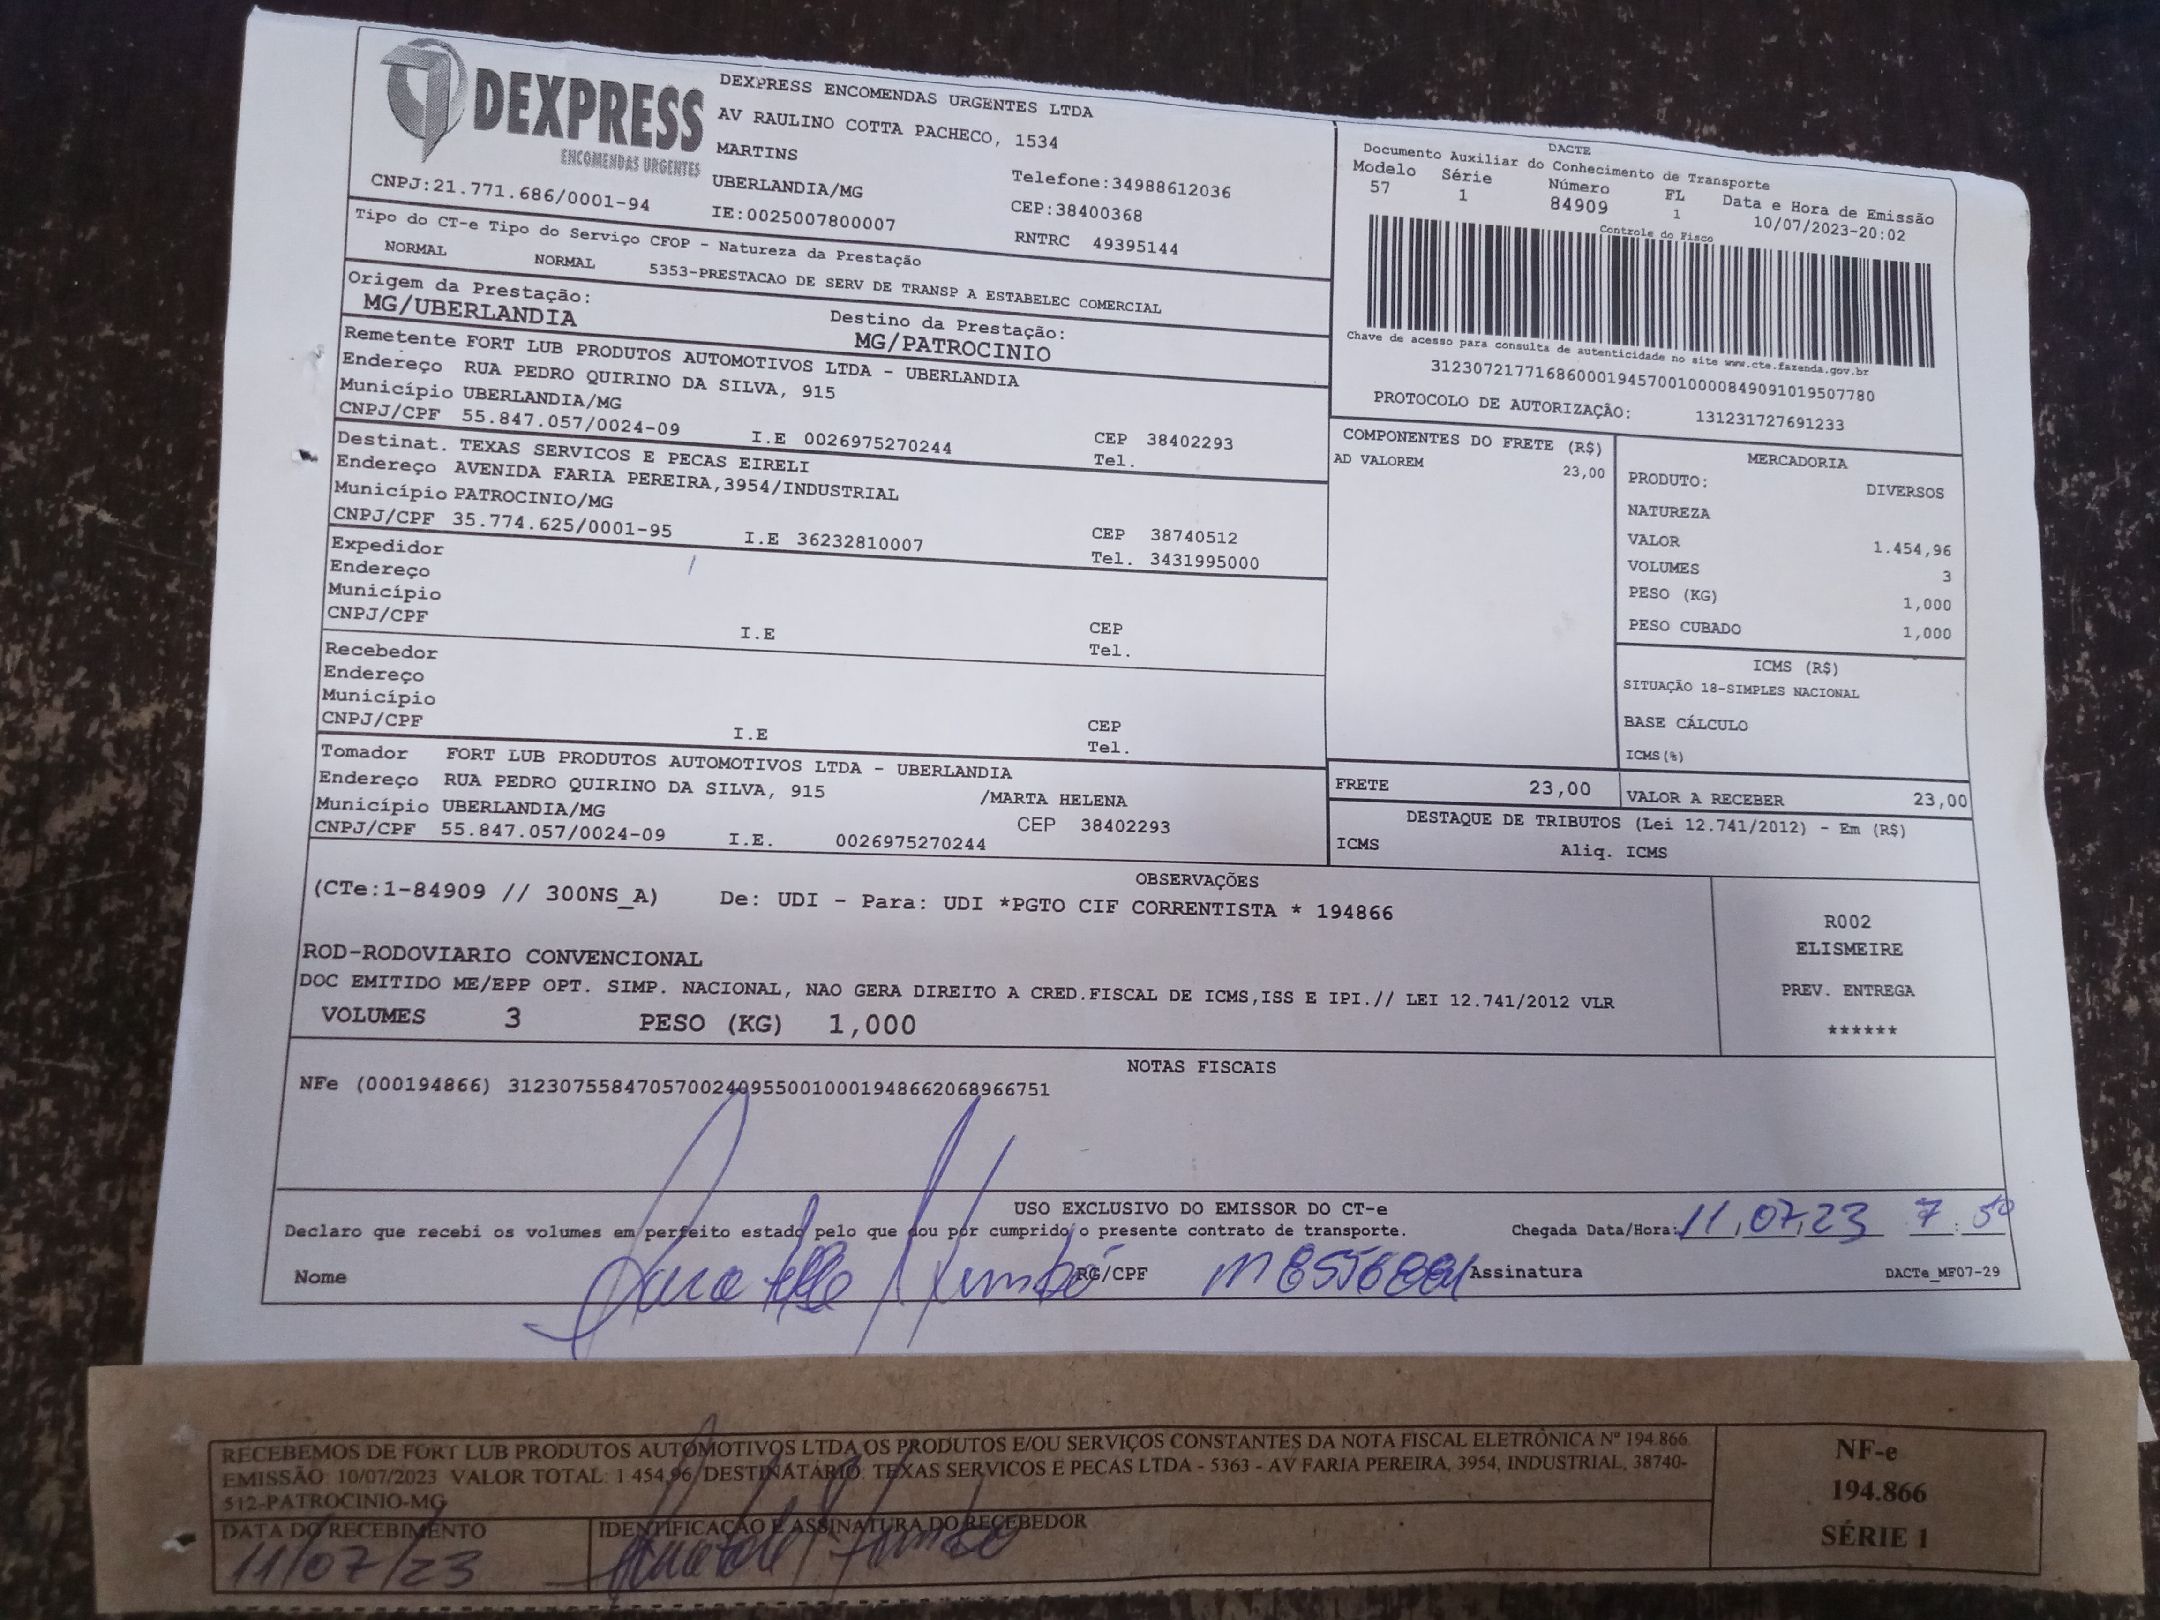 DEXPRESS
ENCOMENDAS URGENTES
CNPJ:21.771.686/0001-94
DEXPRESS ENCOMENDAS URGENTES LTDA
AV RAULINO COTTA PACHECO, 1534
MARTINS
UBERLANDIA/MG
IE:0025007800007
Telefone:34988612036
CEP:38400368
RNTRC 49395144
DACTE
Documento Auxiliar do Conhecimento de Transporte
Modelo Série Número FL Data e Hora de Emissão
57 1 84909 1 10/07/2023-20:02
Controle do Fisco
Chave de acesso para consulta de autenticidade no site www.cte.fazenda.gov.br
31230721771686000194570010000849091019507780
PROTOCOLO DE AUTORIZAÇÃO: 131231727691233
Tipo do CT-e Tipo do Serviço CFOP - Natureza da Prestação
NORMAL NORMAL 5353-PRESTACAO DE SERV DE TRANSP A ESTABELEC COMERCIAL
Origem da Prestação: Destino da Prestação:
MG/UBERLANDIA MG/PATROCINIO
Remetente FORT LUB PRODUTOS AUTOMOTIVOS LTDA - UBERLANDIA
Endereço RUA PEDRO QUIRINO DA SILVA, 915
Município UBERLANDIA/MG CEP 38402293
CNPJ/CPF 55.847.057/0024-09 I.E 0026975270244 Tel.
Destinat. TEXAS SERVICOS E PECAS EIRELI
Endereço AVENIDA FARIA PEREIRA,3954/INDUSTRIAL
Município PATROCINIO/MG CEP 38740512
CNPJ/CPF 35.774.625/0001-95 I.E 36232810007 Tel. 3431995000
Expedidor
Endereço
Município CEP
CNPJ/CPF I.E Tel.
Recebedor
Endereço
Município CEP
CNPJ/CPF I.E Tel.
Tomador FORT LUB PRODUTOS AUTOMOTIVOS LTDA - UBERLANDIA
Endereço RUA PEDRO QUIRINO DA SILVA, 915 /MARTA HELENA
Município UBERLANDIA/MG CEP 38402293
CNPJ/CPF 55.847.057/0024-09 I.E. 0026975270244
COMPONENTES DO FRETE (R$)
AD VALOREM 23,00
MERCADORIA
PRODUTO: DIVERSOS
NATUREZA
VALOR 1.454,96
VOLUMES 3
PESO (KG) 1,000
PESO CUBADO 1,000
ICMS (R$)
SITUAÇÃO 18-SIMPLES NACIONAL
BASE CÁLCULO
ICMS(%)
FRETE 23,00 VALOR A RECEBER 23,00
DESTAQUE DE TRIBUTOS (Lei 12.741/2012) - Em (R$)
ICMS Aliq. ICMS
OBSERVAÇÕES
(CTe:1-84909 // 300NS_A) De: UDI - Para: UDI *PGTO CIF CORRENTISTA * 194866
ROD-RODOVIARIO CONVENCIONAL
DOC EMITIDO ME/EPP OPT. SIMP. NACIONAL, NAO GERA DIREITO A CRED.FISCAL DE ICMS,ISS E IPI.// LEI 12.741/2012 VLR
VOLUMES 3 PESO (KG) 1,000
R002
ELISMEIRE
PREV. ENTREGA
******
NOTAS FISCAIS
NFe (000194866) 31230755847057002409550010001948662068966751
USO EXCLUSIVO DO EMISSOR DO CT-e
Declaro que recebi os volumes em perfeito estado pelo que dou por cumprido o presente contrato de transporte. Chegada Data/Hora: 11,07,23 7:50
Nome RG/CPF Assinatura DACTe_MF07-29
RECEBEMOS DE FORT LUB PRODUTOS AUTOMOTIVOS LTDA OS PRODUTOS E/OU SERVIÇOS CONSTANTES DA NOTA FISCAL ELETRÔNICA Nº 194.866
EMISSÃO: 10/07/2023 VALOR TOTAL: 1.454,96 DESTINATÁRIO: TEXAS SERVICOS E PECAS LTDA - 5363 - AV FARIA PEREIRA, 3954, INDUSTRIAL, 38740-
512-PATROCINIO-MG
DATA DO RECEBIMENTO IDENTIFICAÇÃO E ASSINATURA DO RECEBEDOR
11/07/23
NF-e
194.866
SÉRIE 1